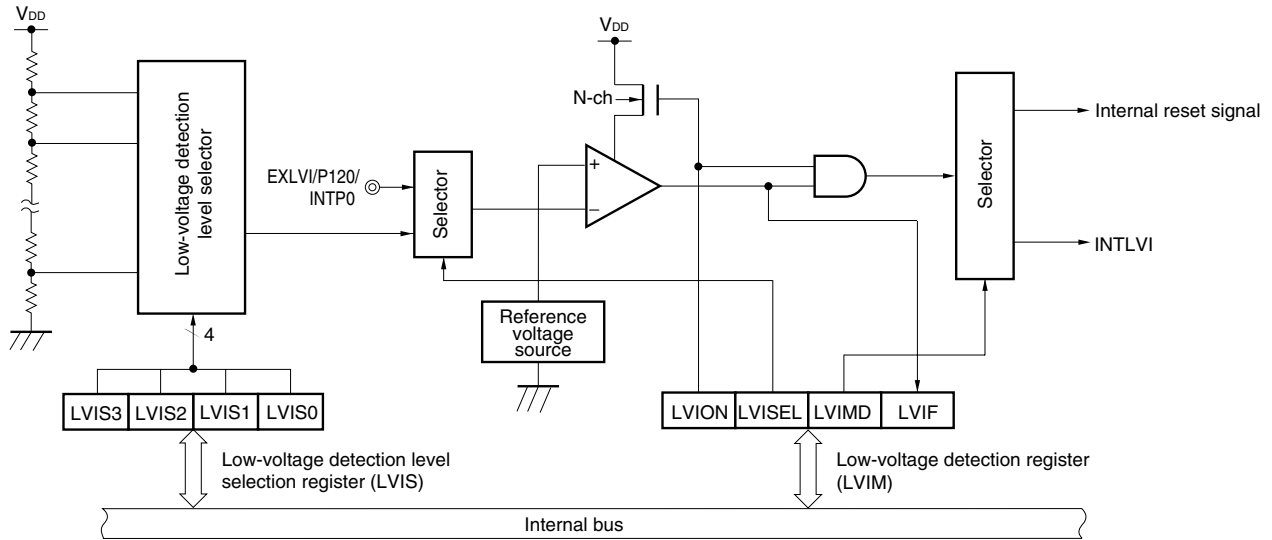 VDD
Low-voltage detection
level selector
4
LVIS3 LVIS2 LVIS1 LVIS0
Low-voltage detection level
selection register (LVIS)
EXLVI/P120/
INTP0
Selector
VDD
N-ch
+
–
Reference
voltage
source
Selector
Internal reset signal
INTLVI
LVION LVISEL LVIMD LVIF
Low-voltage detection register
(LVIM)
Internal bus